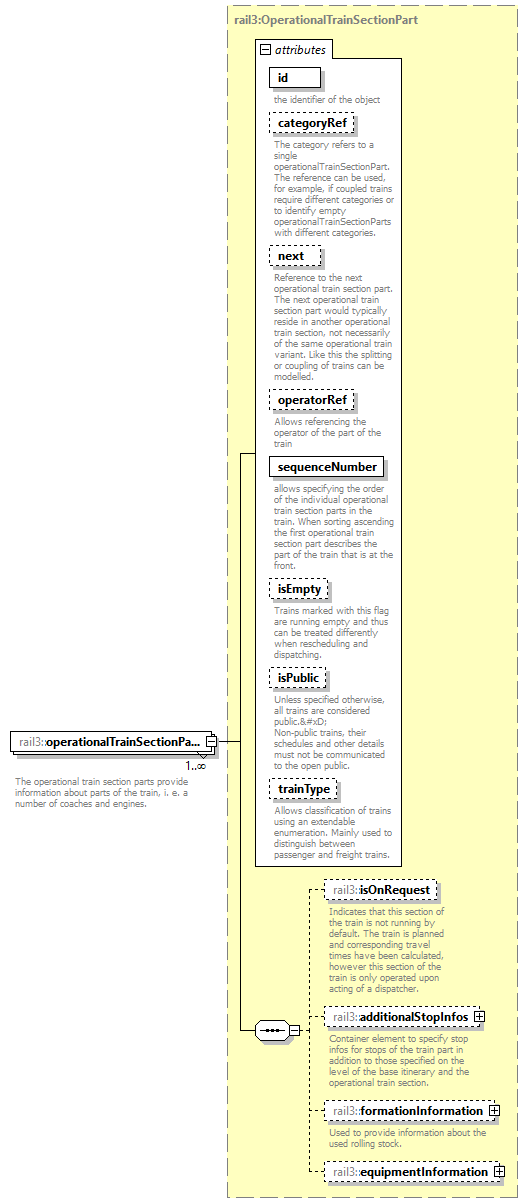 rail3:OperationalTrainSectionPart
attributes
id
the identifier of the object
categoryRef
The category refers to a
single
operationalTrainSectionPart.
The reference can be used,
for example, if coupled trains
require different categories or
to identify empty
operationalTrainSectionParts
with different categories.
next
Reference to the next
operational train section part.
The next operational train
section part would typically
reside in another operational
train section, not necessarily
of the same operational train
variant. Like this the splitting
or coupling of trains can be
modelled.
operatorRef
Allows referencing the
operator of the part of the
train
sequenceNumber
allows specifying the order
of the individual operational
train section parts in the
train. When sorting ascending
the first operational train
section part describes the
part of the train that is at the
front.
isEmpty
Trains marked with this flag
are running empty and thus
can be treated differently
when rescheduling and
dispatching.
isPublic
Unless specified otherwise,
all trains are considered
public.&#xD;
Non-public trains, their
schedules and other details
must not be communicated
to the open public.
trainType
Allows classification of trains
using an extendable
enumeration. Mainly used to
distinguish between
passenger and freight trains.
rail3::operationalTrainSectionPa...
1..∞
The operational train section parts provide
information about parts of the train, i. e. a
number of coaches and engines.
rail3::isOnRequest
Indicates that this section of
the train is not running by
default. The train is planned
and corresponding travel
times have been calculated,
however this section of the
train is only operated upon
acting of a dispatcher.
rail3::additionalStopInfos
Container element to specify stop
infos for stops of the train part in
addition to those specified on the
level of the base itinerary and the
operational train section.
rail3::formationInformation
Used to provide information about the
used rolling stock.
rail3::equipmentInformation